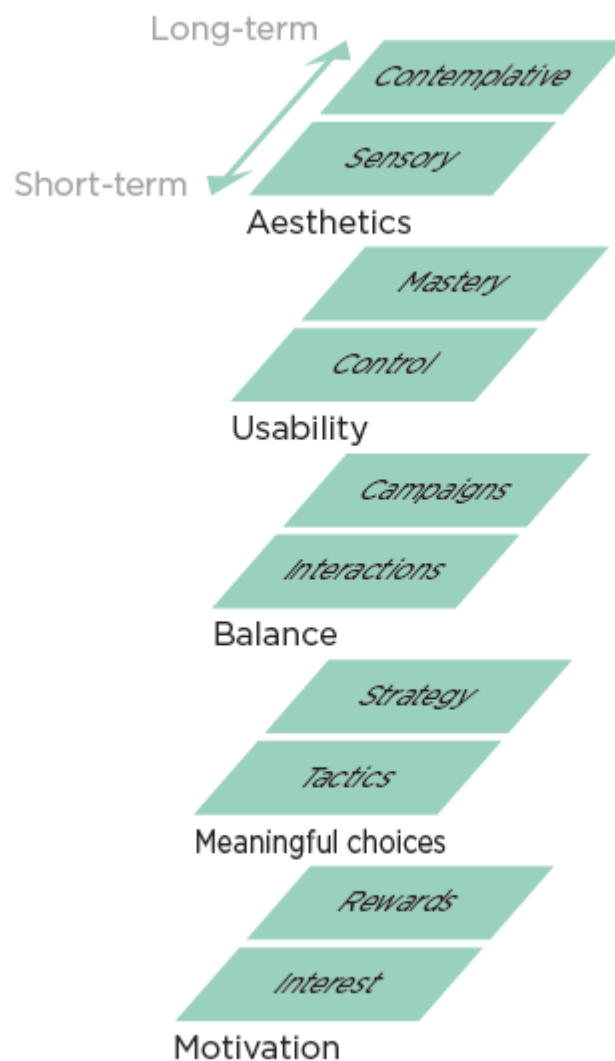 Long-term
Contemplative
Sensory
Short-term
Aesthetics
Mastery
Control
Usability
Campaigns
Interactions
Balance
Strategy
Tactics
Meaningful choices
Rewards
Interest
Motivation